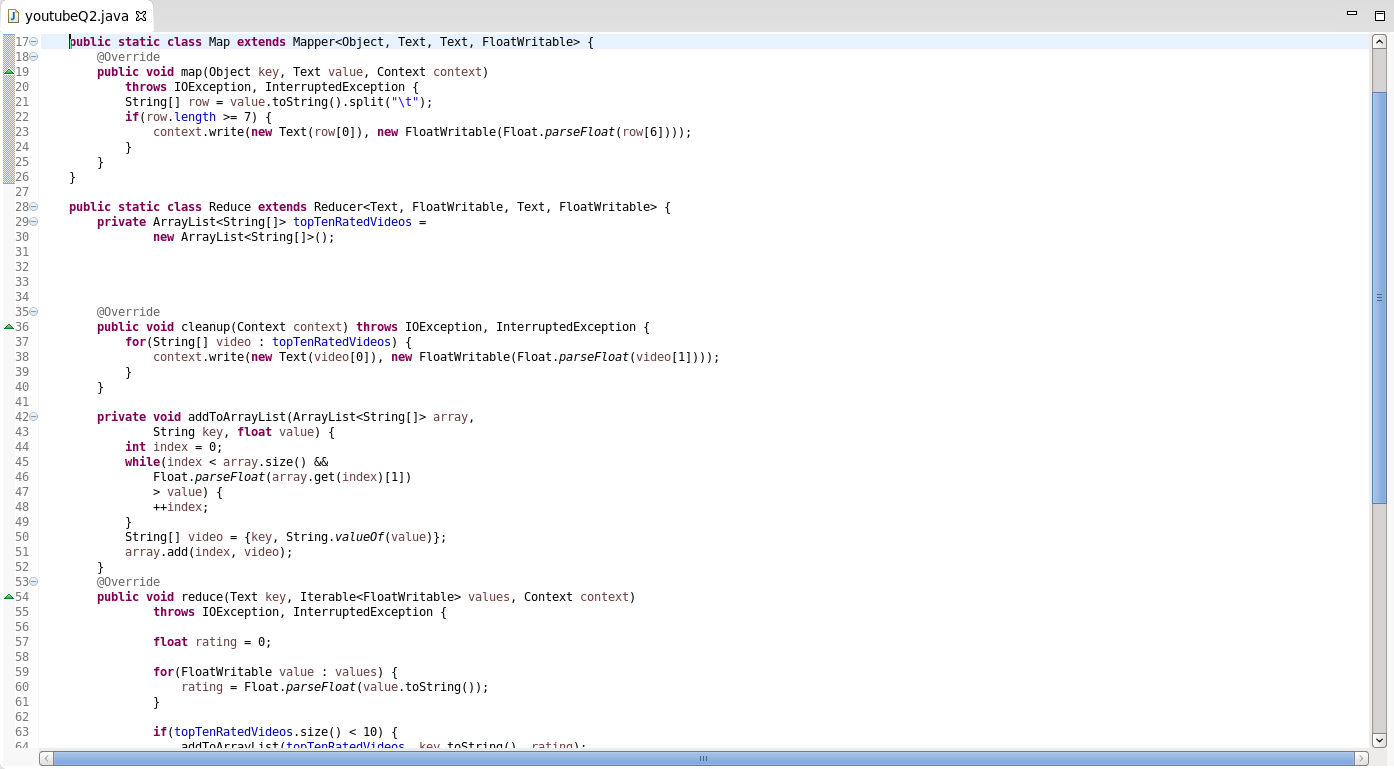 youtubeQ2.java
17 public static class Map extends Mapper<Object, Text, Text, FloatWritable> {
18 @Override
19 public void map(Object key, Text value, Context context)
20 throws IOException, InterruptedException {
21 String[] row = value.toString().split("\t");
22 if(row.length >= 7) {
23 context.write(new Text(row[0]), new FloatWritable(Float.parseFloat(row[6])));
24 }
25 }
26 }
27
28 public static class Reduce extends Reducer<Text, FloatWritable, Text, FloatWritable> {
29 private ArrayList<String[]> topTenRatedVideos =
30 new ArrayList<String[]>();
31
32
33
34
35 @Override
36 public void cleanup(Context context) throws IOException, InterruptedException {
37 for(String[] video : topTenRatedVideos) {
38 context.write(new Text(video[0]), new FloatWritable(Float.parseFloat(video[1])));
39 }
40 }
41
42 private void addToArrayList(ArrayList<String[]> array,
43 String key, float value) {
44 int index = 0;
45 while(index < array.size() &&
46 Float.parseFloat(array.get(index)[1])
47 > value) {
48 ++index;
49 }
50 String[] video = {key, String.valueOf(value)};
51 array.add(index, video);
52 }
53 @Override
54 public void reduce(Text key, Iterable<FloatWritable> values, Context context)
55 throws IOException, InterruptedException {
56
57 float rating = 0;
58
59 for(FloatWritable value : values) {
60 rating = Float.parseFloat(value.toString());
61 }
62
63 if(topTenRatedVideos.size() < 10) {
64 addToArrayList(topTenRatedVideos, key.toString(), rating);